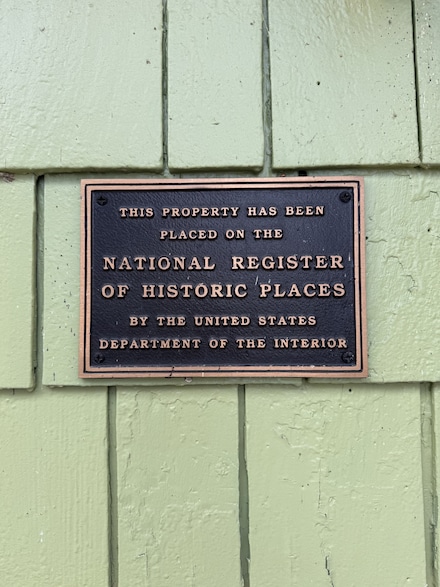 THIS PROPERTY HAS BEEN
PLACED ON THE
NATIONAL REGISTER
OF HISTORIC PLACES
BY THE UNITED STATES
DEPARTMENT OF THE INTERIOR